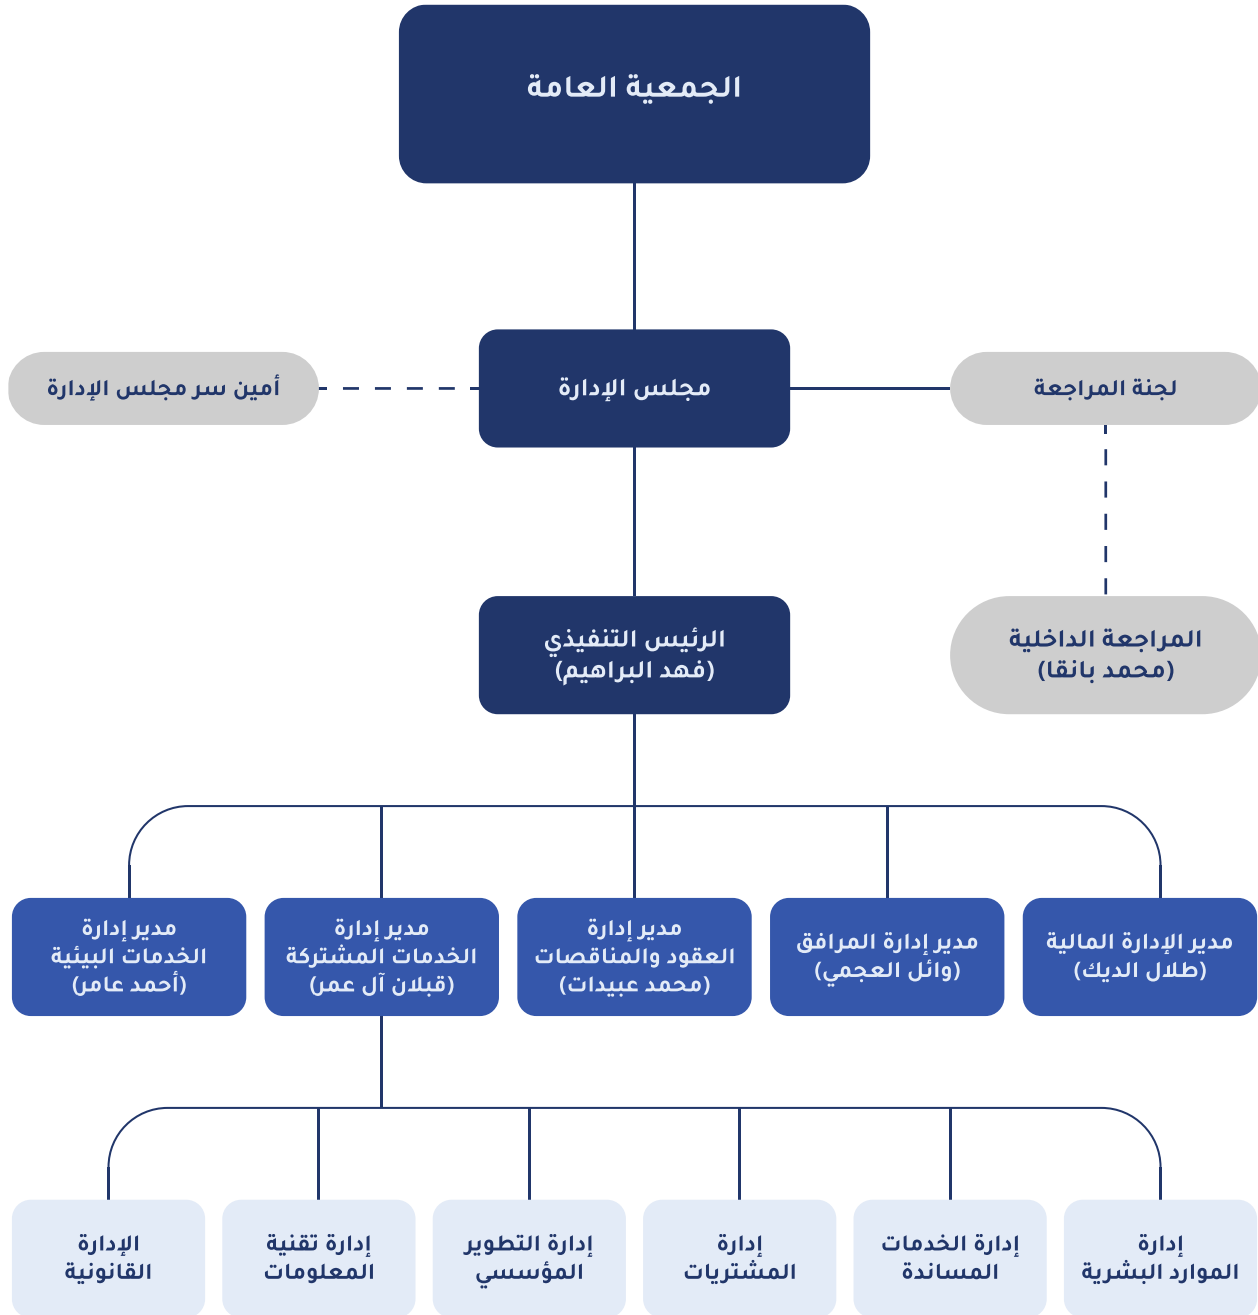 الجمعية العامة
لجنة المراجعة
مجلس الإدارة
أمين سر مجلس الإدارة
المراجعة الداخلية
(محمد بانقا)
الرئيس التنفيذي
(فهد البراهيم)
مدير الإدارة المالية
(طلال الديك)
مدير إدارة المرافق
(وائل العجمي)
مدير إدارة
العقود والمناقصات
(محمد عبيدات)
مدير إدارة
الخدمات المشتركة
(قبلان آل عمر)
مدير إدارة
الخدمات البيئية
(أحمد عامر)
إدارة
الموارد البشرية
إدارة الخدمات
المساندة
إدارة
المشتريات
إدارة التطوير
المؤسسي
إدارة تقنية
المعلومات
الإدارة
القانونية